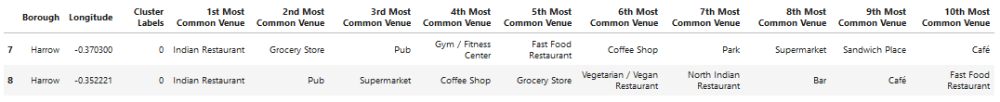 Borough Longitude Cluster Labels 1st Most Common Venue 2nd Most Common Venue 3rd Most Common Venue 4th Most Common Venue 5th Most Common Venue 6th Most Common Venue 7th Most Common Venue 8th Most Common Venue 9th Most Common Venue 10th Most Common Venue
7 Harrow -0.370300 0 Indian Restaurant Grocery Store Pub Gym / Fitness Center Fast Food Restaurant Coffee Shop Park Supermarket Sandwich Place Café
8 Harrow -0.352221 0 Indian Restaurant Pub Supermarket Coffee Shop Grocery Store Vegetarian / Vegan Restaurant North Indian Restaurant Bar Café Fast Food Restaurant